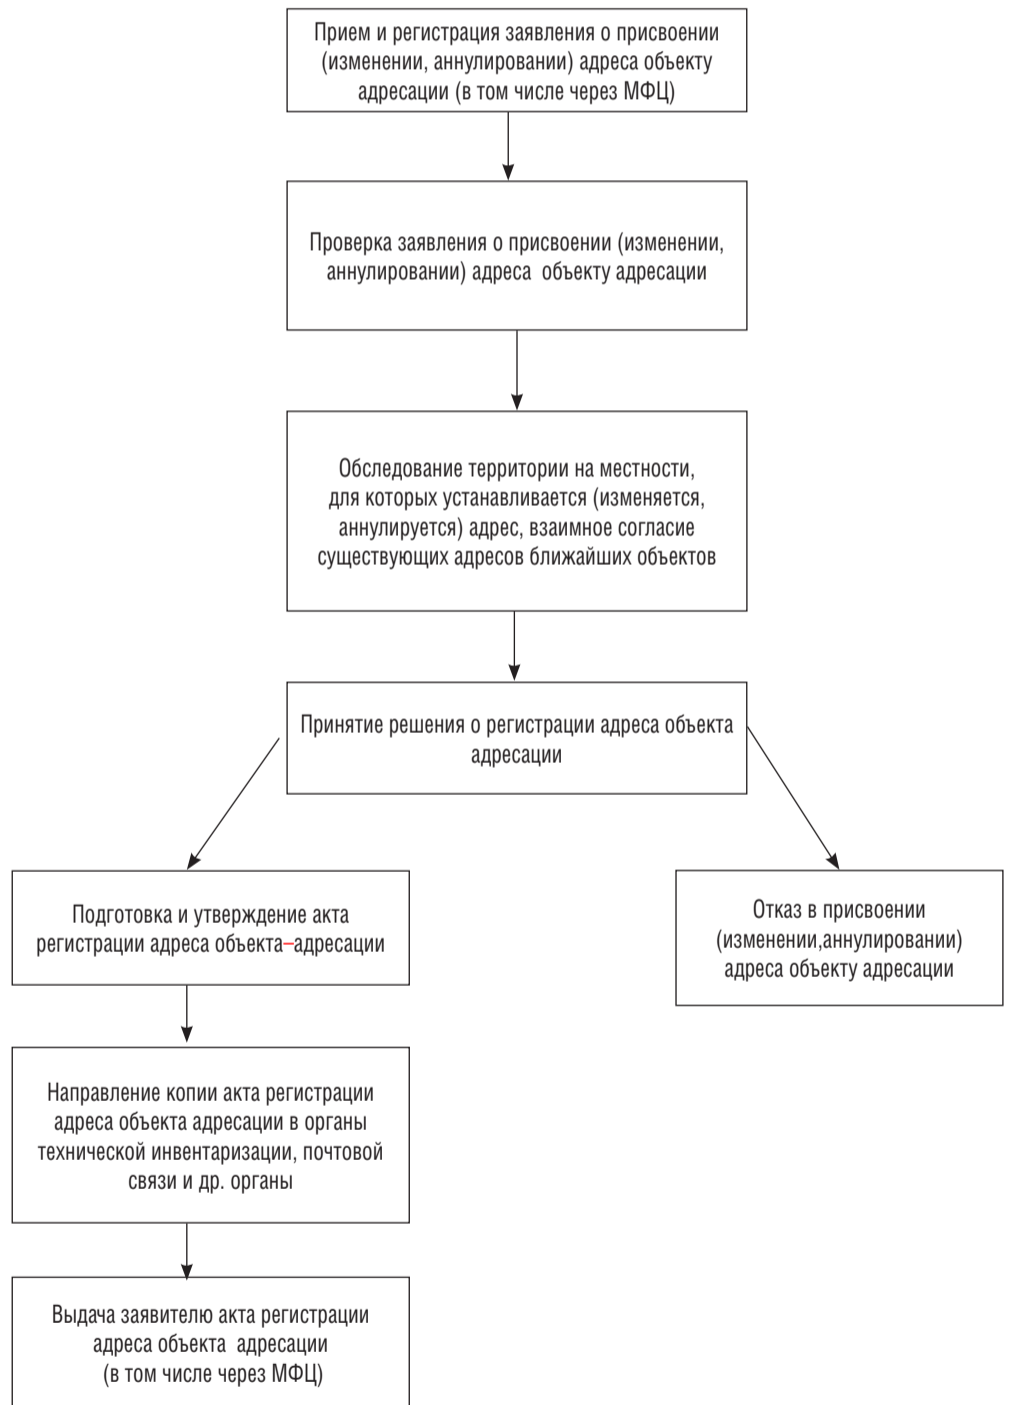 Прием и регистрация заявления о присвоении
(изменении, аннулировании) адреса объекту
адресации (в том числе через МФЦ)
Проверка заявления о присвоении (изменении,
аннулировании) адреса  объекту адресации
Обследование территории на местности,
для которых устанавливается (изменяется,
аннулируется) адрес, взаимное согласие
существующих адресов ближайших объектов
Принятие решения о регистрации адреса объекта
адресации
Подготовка и утверждение акта
регистрации адреса объекта–адресации
Отказ в присвоении
(изменении,аннулировании)
адреса объекту адресации
Направление копии акта регистрации
адреса объекта адресации в органы
технической инвентаризации, почтовой
связи и др. органы
Выдача заявителю акта регистрации
адреса объекта  адресации
(в том числе через МФЦ)